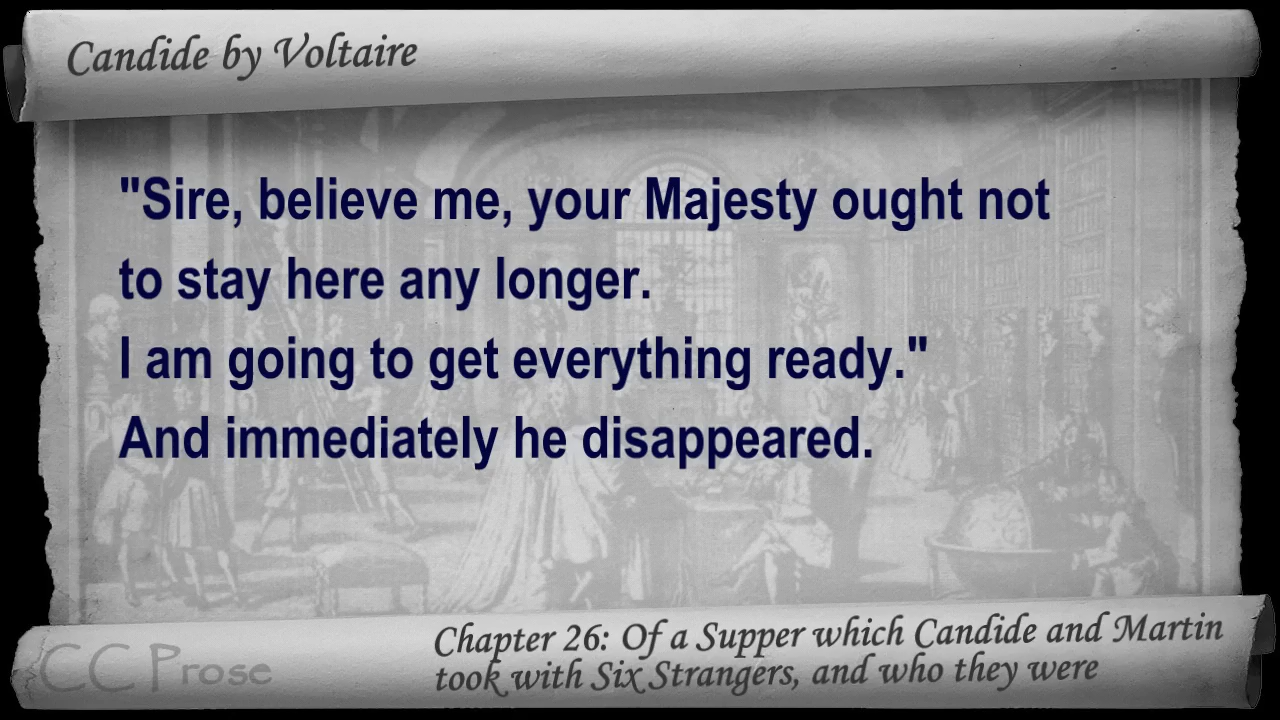 Candide by Voltaire
"Sire, believe me, your Majesty ought not
to stay here any longer.
I am going to get everything ready."
And immediately he disappeared.
Chapter 26: Of a Supper which Candide and Martin
took with Six Strangers, and who they were
CC Prose